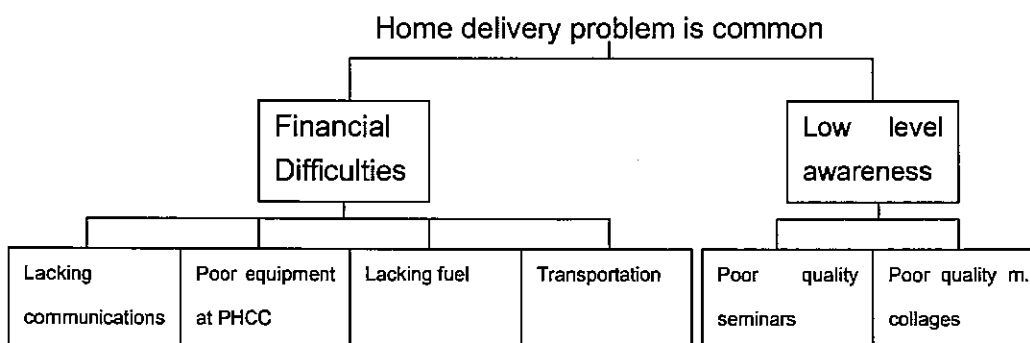 Home delivery problem is common
Financial
Difficulties
Low level
awareness
Lacking
communications
Poor equipment
at PHCC
Lacking fuel
Transportation
Poor quality
seminars
Poor quality m.
collages